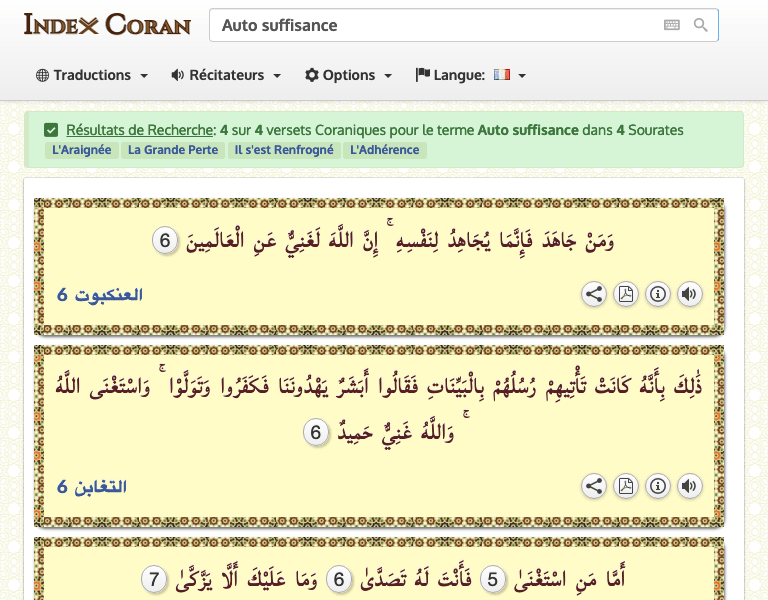 INDEX CORAN
Auto suffisance
Traductions Récitateurs Options Langue:
Résultats de Recherche: 4 sur 4 versets Coraniques pour le terme Auto suffisance dans 4 Sourates
L'Araignée La Grande Perte Il s'est Renfrogné L'Adhérence
وَمَنْ جَاهَدَ فَإِنَّمَا يُجَاهِدُ لِنَفْسِهِ ۚ إِنَّ اللَّهَ لَغَنِيٌّ عَنِ الْعَالَمِينَ 6
العنكبوت 6
ذَٰلِكَ بِأَنَّهُ كَانَتْ تَأْتِيهِمْ رُسُلُهُمْ بِالْبَيِّنَاتِ فَقَالُوا أَبَشَرٌ يَهْدُونَنَا فَكَفَرُوا وَتَوَلَّوْا ۚ وَاسْتَغْنَى اللَّهُ
ۚ وَاللَّهُ غَنِيٌّ حَمِيدٌ 6
التغابن 6
أَمَّا مَنِ اسْتَغْنَىٰ 5 فَأَنْتَ لَهُ تَصَدَّىٰ 6 وَمَا عَلَيْكَ أَلَّا يَزَّكَّىٰ 7